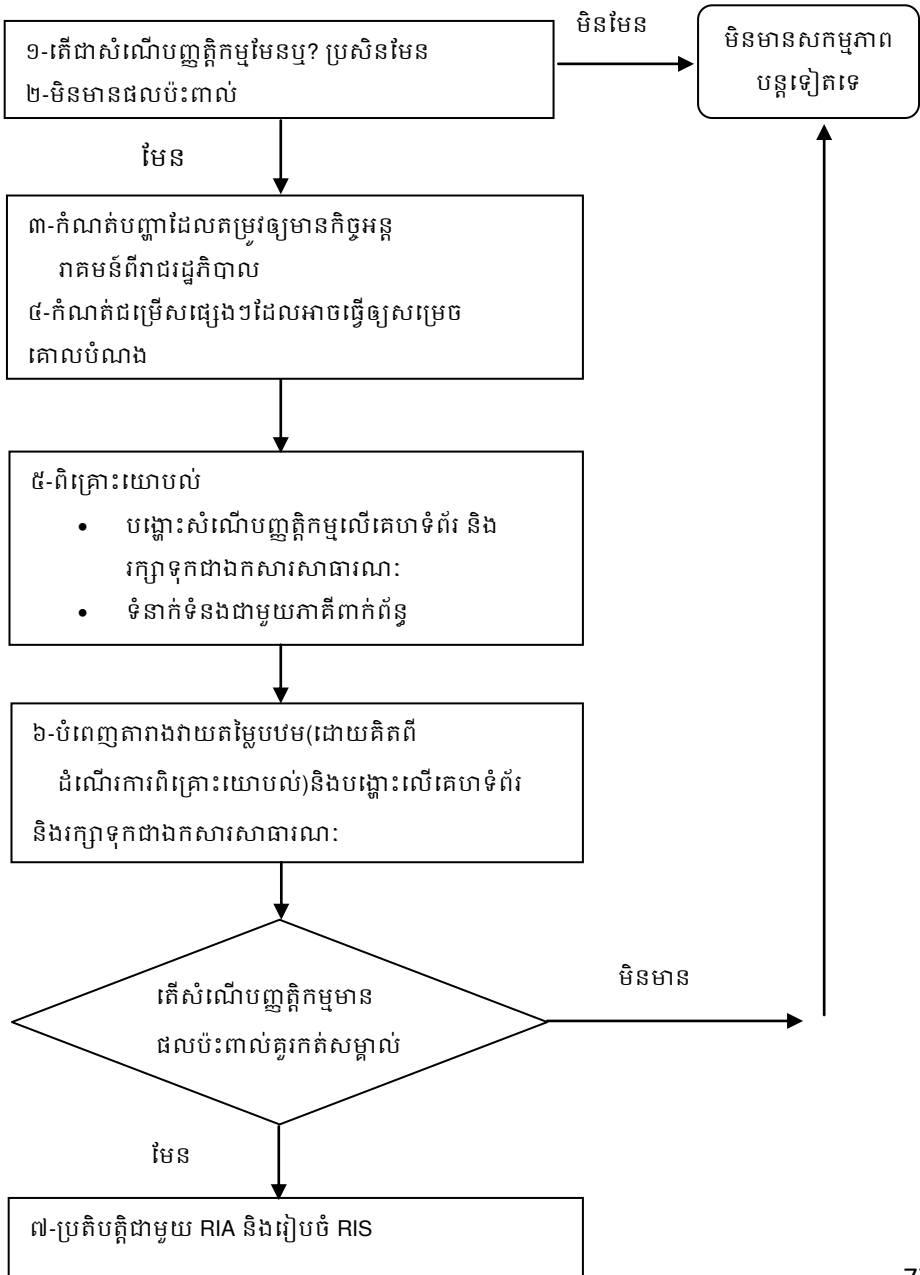 ១-តើជាសំណើបញ្ញត្តិកម្មមែនឬ? ប្រសិនមែន
២-មិនមានផលប៉ះពាល់
មិនមែន
មិនមានសកម្មភាព
បន្តទៀតទេ
មែន
៣-កំណត់បញ្ហាដែលតម្រូវឲ្យមានកិច្ចអន្ត
រាគមន៍ពីរាជរដ្ឋភិបាល
៤-កំណត់ជម្រើសផ្សេងៗដែលអាចធ្វើឲ្យសម្រេច
គោលបំណង
៥-ពិគ្រោះយោបល់
• បង្ហោះសំណើបញ្ញត្តិកម្មលើគេហទំព័រ និង
រក្សាទុកជាឯកសារសាធារណៈ
• ទំនាក់ទំនងជាមួយភាគីពាក់ព័ន្ធ
៦-បំពេញតារាងវាយតម្លៃបឋម(ដោយគិតពី
ដំណើរការពិគ្រោះយោបល់)និងបង្ហោះលើគេហទំព័រ
និងរក្សាទុកជាឯកសារសាធារណៈ
តើសំណើបញ្ញត្តិកម្មមាន
ផលប៉ះពាល់គួរកត់សម្គាល់
មិនមាន
មែន
៧-ប្រតិបត្តិជាមួយ RIA និងរៀបចំ RIS